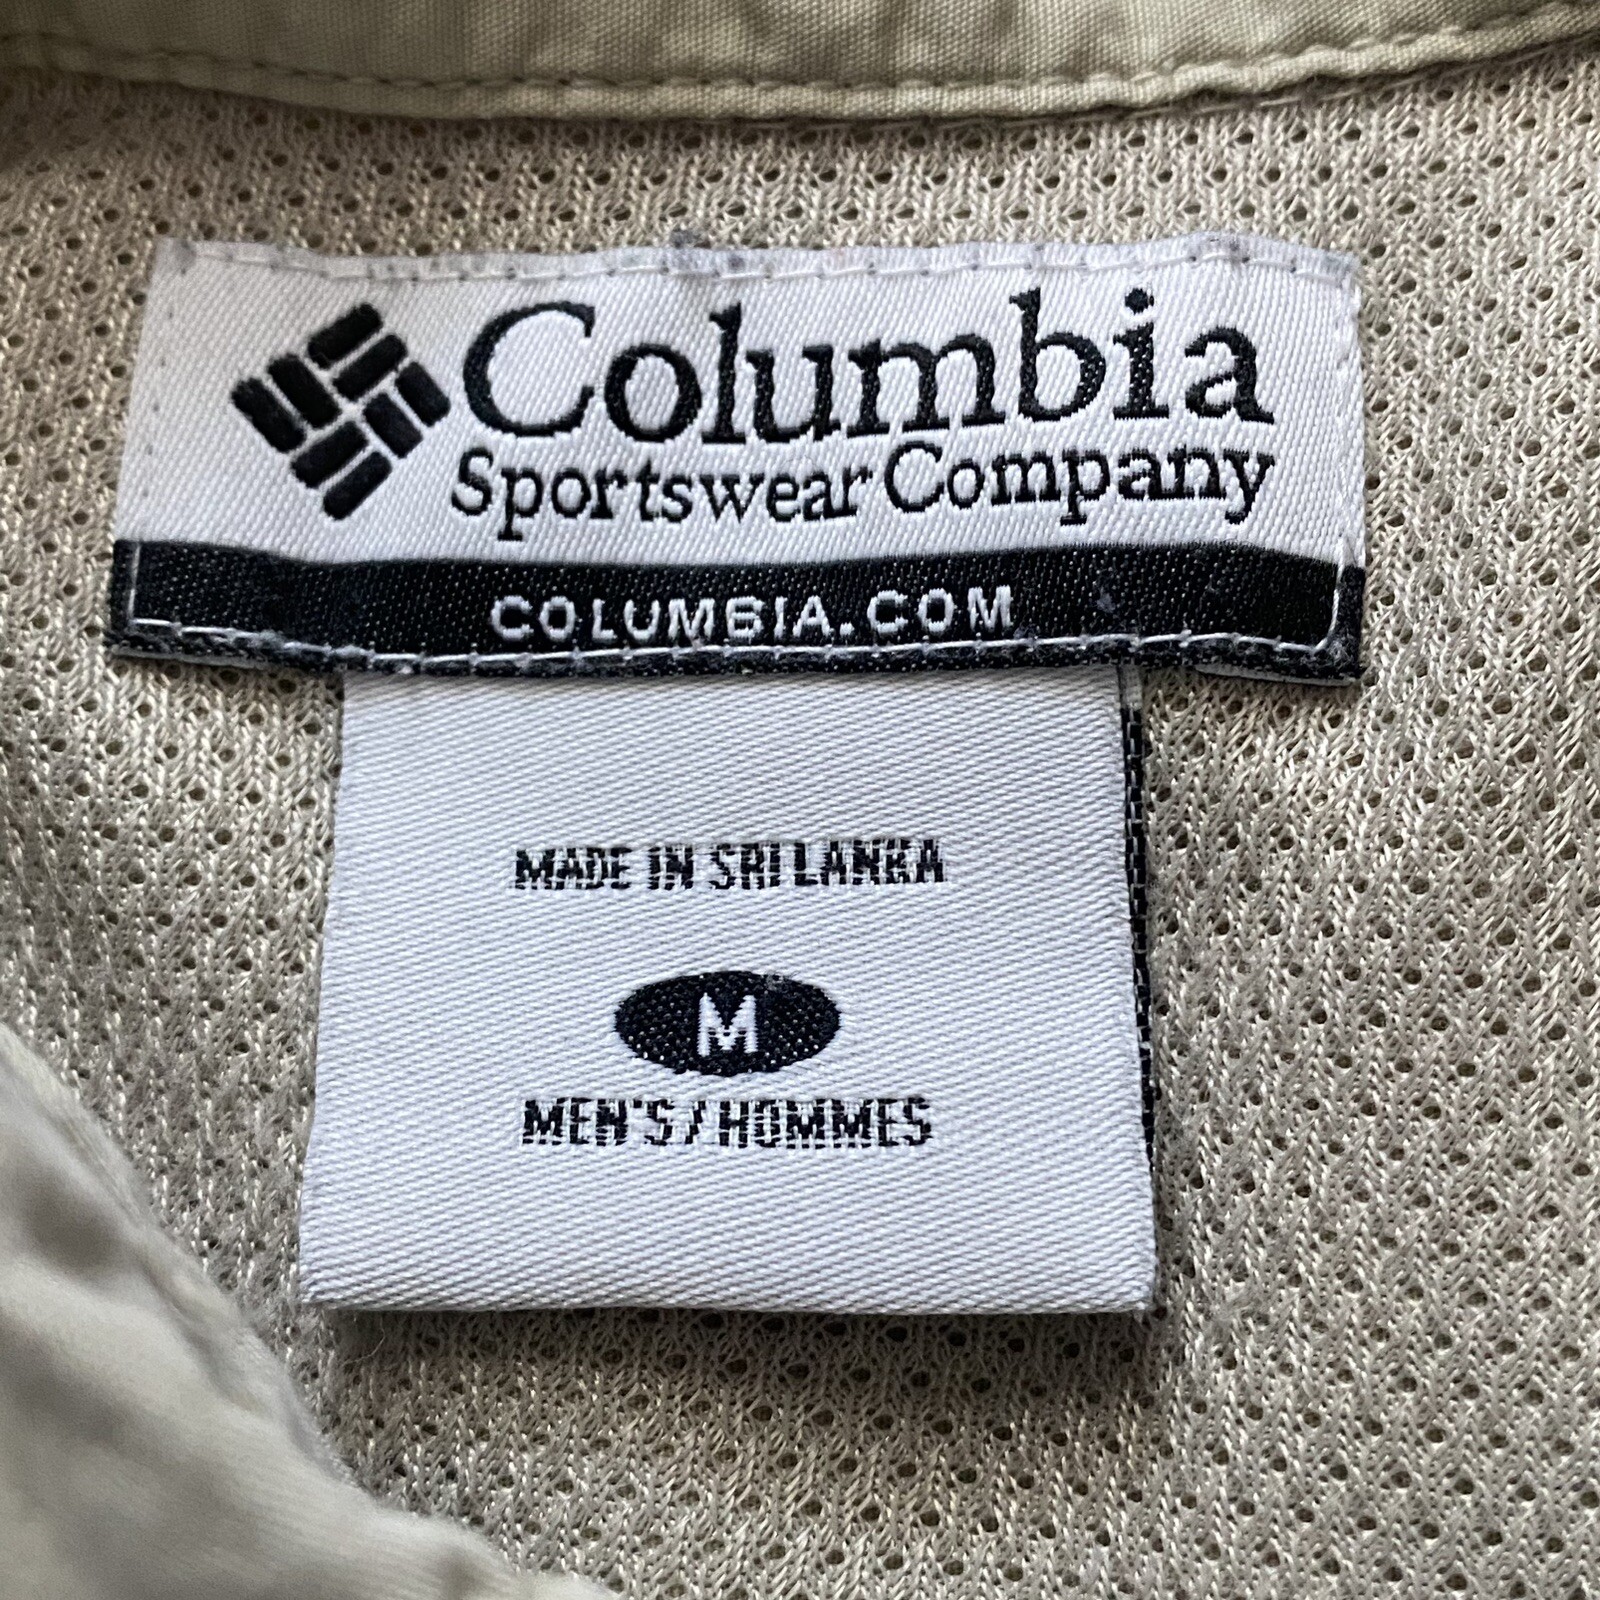 Columbia
Sportswear Company
COLUMBIA.COM
MADE IN SRI LANKA
M
MEN'S / HOMMES